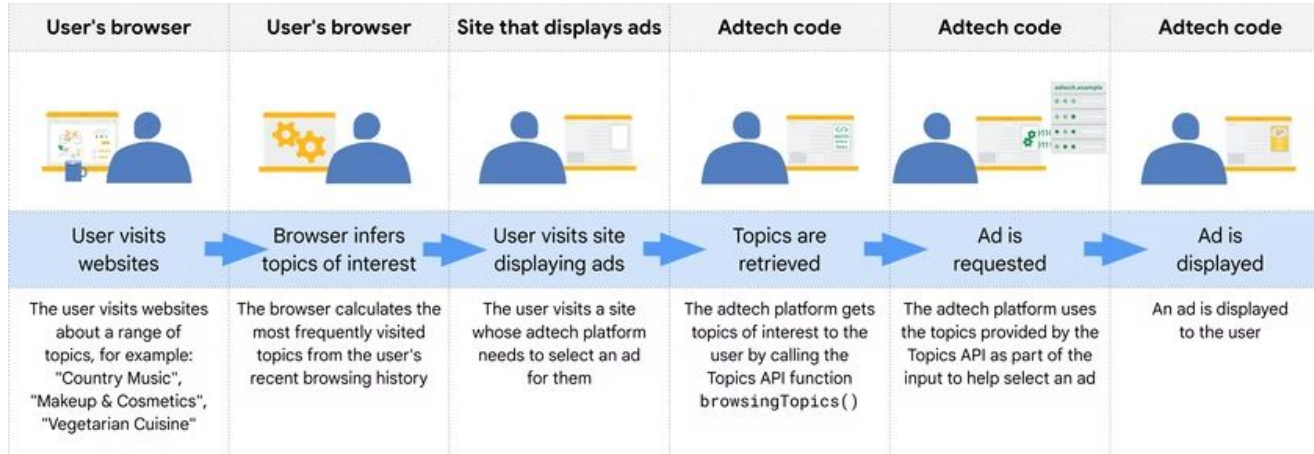 User's browser
User's browser
Site that displays ads
Adtech code
Adtech code
Adtech code
adtech.example
User visits
websites
Browser infers
topics of interest
User visits site
displaying ads
Topics are
retrieved
Ad is
requested
Ad is
displayed
The user visits websites
about a range of
topics, for example:
"Country Music",
"Makeup & Cosmetics",
"Vegetarian Cuisine"
The browser calculates the
most frequently visited
topics from the user's
recent browsing history
The user visits a site
whose adtech platform
needs to select an ad
for them
The adtech platform gets
topics of interest to the
user by calling the
Topics API function
browsingTopics()
The adtech platform uses
the topics provided by the
Topics API as part of the
input to help select an ad
An ad is displayed
to the user